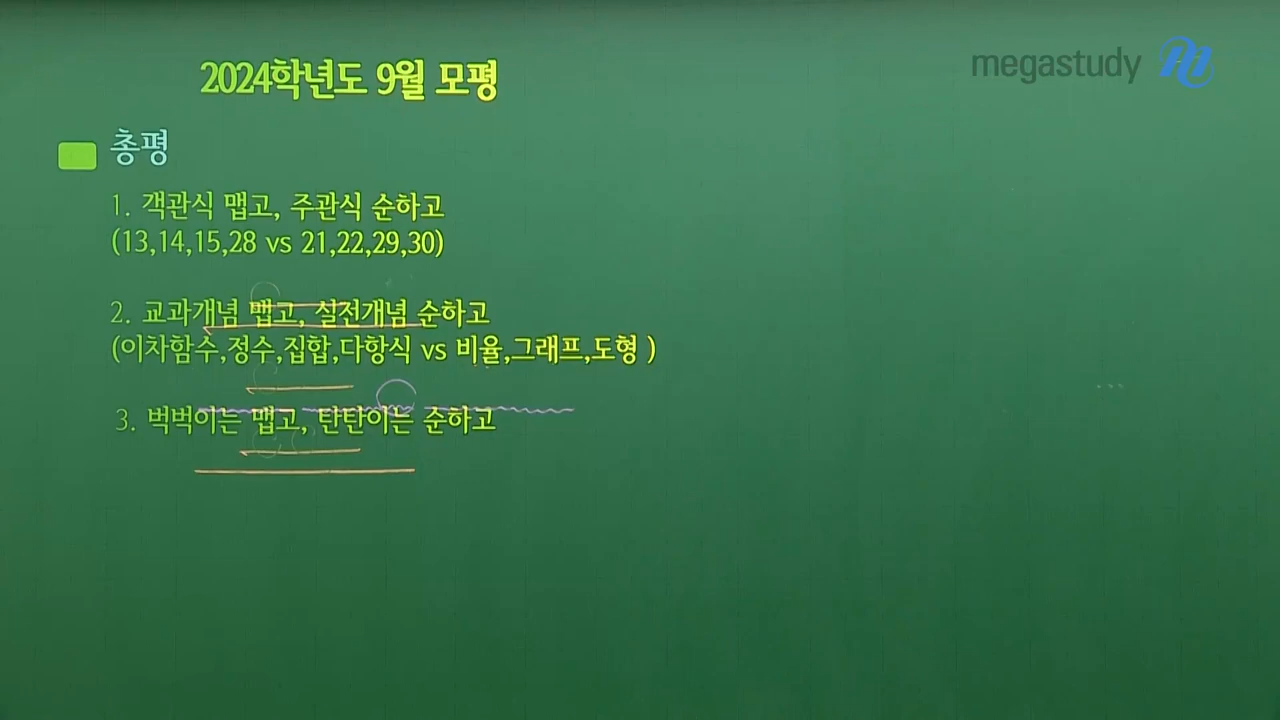 2024학년도 9월 모평
megastudy
총평
1. 객관식 맵고, 주관식 순하고
(13,14,15,28 vs 21,22,29,30)
2. 교과개념 맵고, 실전개념 순하고
(이차함수,정수,집합,다항식 vs 비율,그래프,도형 )
3. 벅벅이는 맵고, 탄탄이는 순하고